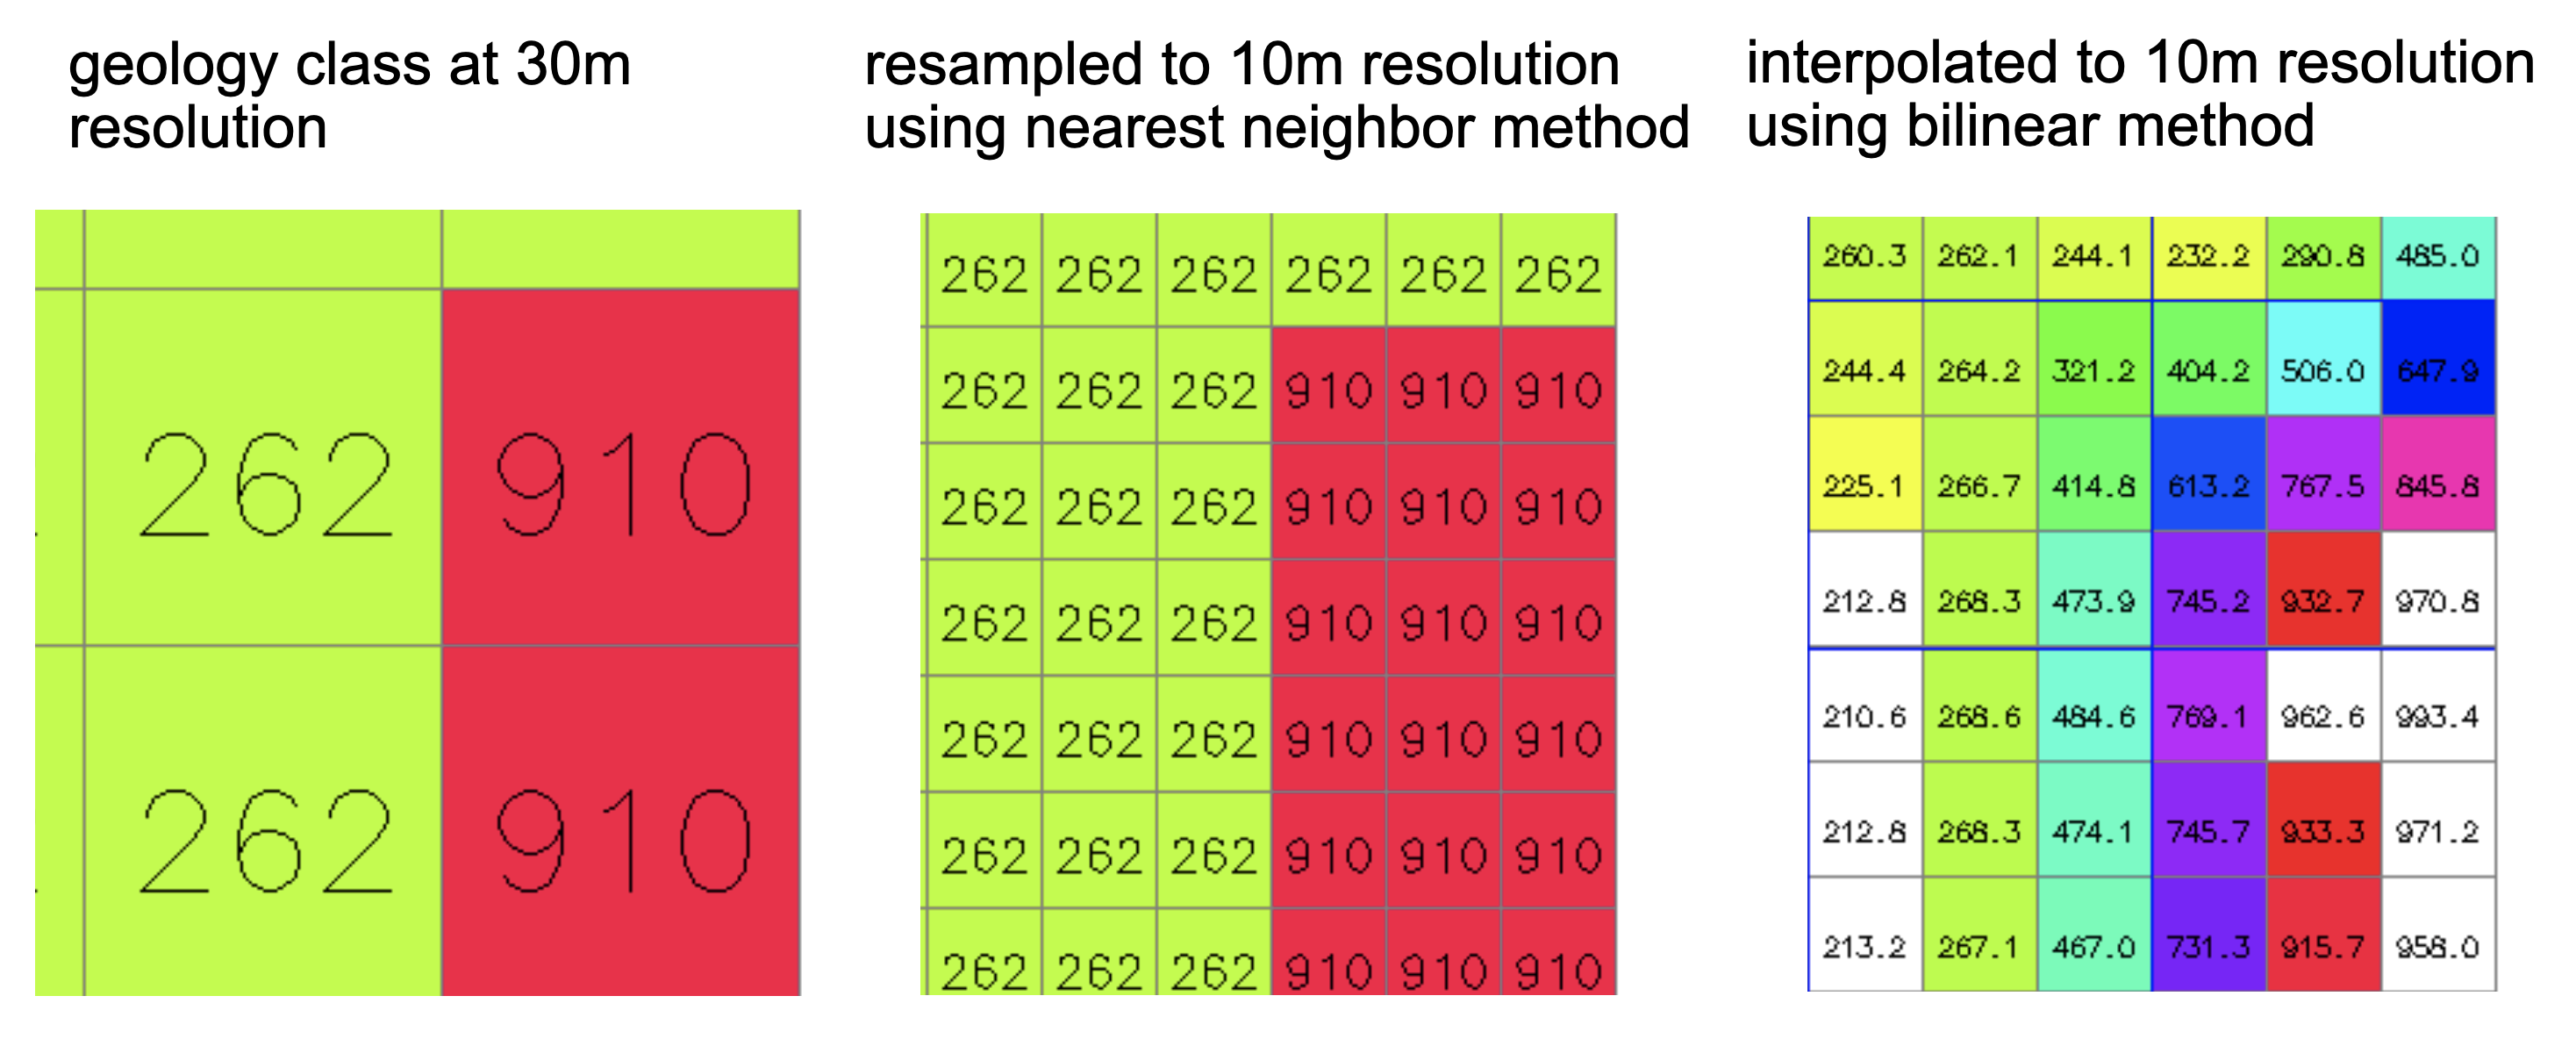 geology class at 30m
resolution
resampled to 10m resolution
using nearest neighbor method
interpolated to 10m resolution
using bilinear method
262 910
262 910
262 262 262 262 262 262
262 262 262 910 910 910
262 262 262 910 910 910
262 262 262 910 910 910
262 262 262 910 910 910
262 262 262 910 910 910
262 262 262 910 910 910
260.3 262.1 244.1 232.2 290.8 485.0
244.4 264.2 321.2 404.2 506.0 647.9
225.1 266.7 414.8 613.2 767.5 845.8
212.8 268.3 473.9 745.2 932.7 970.8
210.6 268.6 484.6 769.1 962.6 993.4
212.8 268.3 474.1 745.7 933.3 971.2
213.2 267.1 467.0 731.3 915.7 958.0